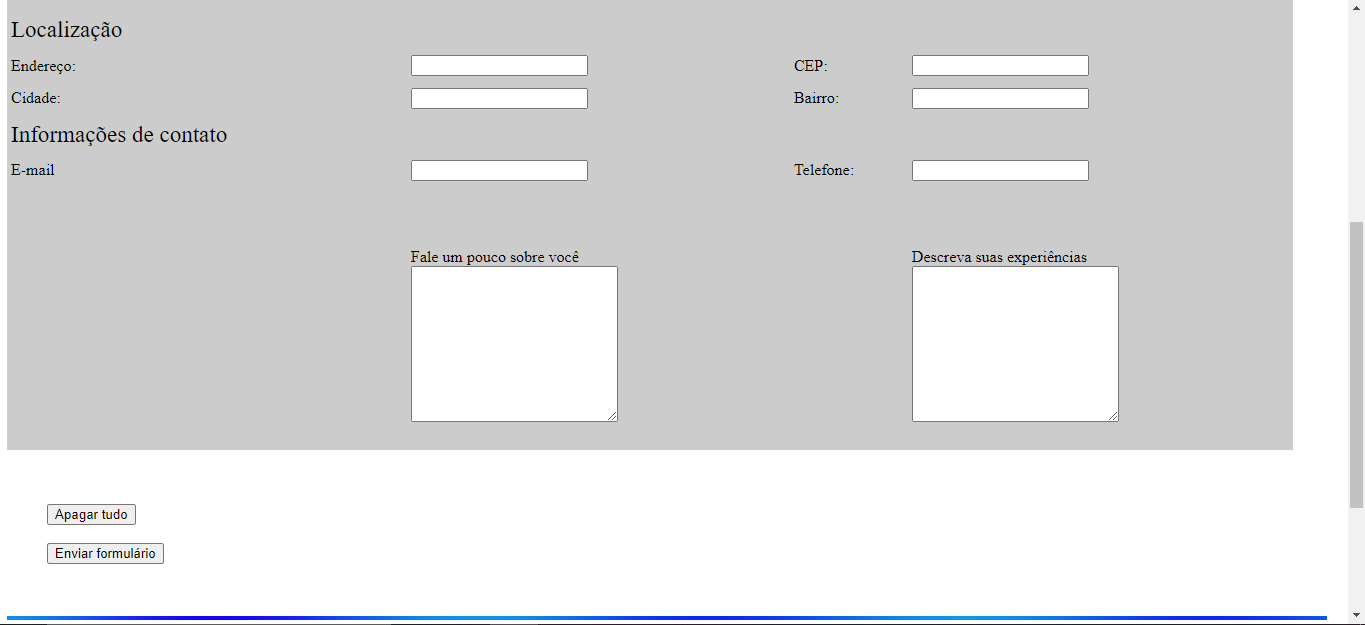 Localização
Endereço: CEP:
Cidade: Bairro:
Informações de contato
E-mail Telefone:
Fale um pouco sobre você Descreva suas experiências
Apagar tudo
Enviar formulário